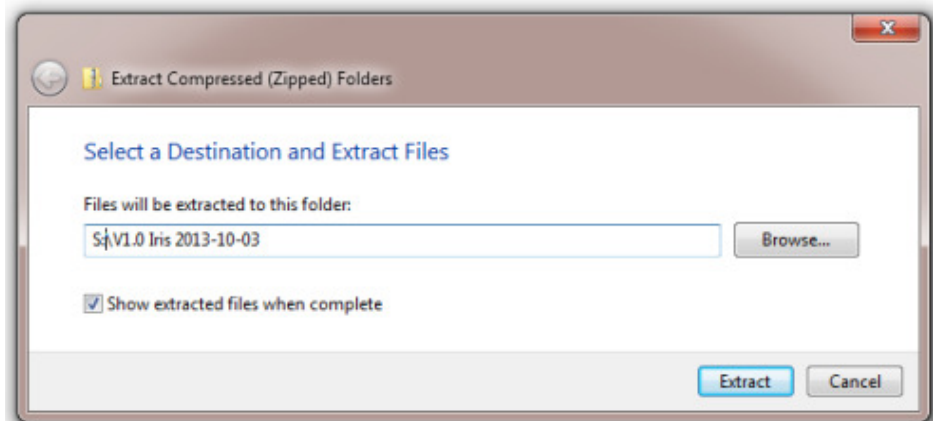 Extract Compressed (Zipped) Folders
Select a Destination and Extract Files
Files will be extracted to this folder:
S:\V1.0 Iris 2013-10-03
Browse...
Show extracted files when complete
Extract
Cancel